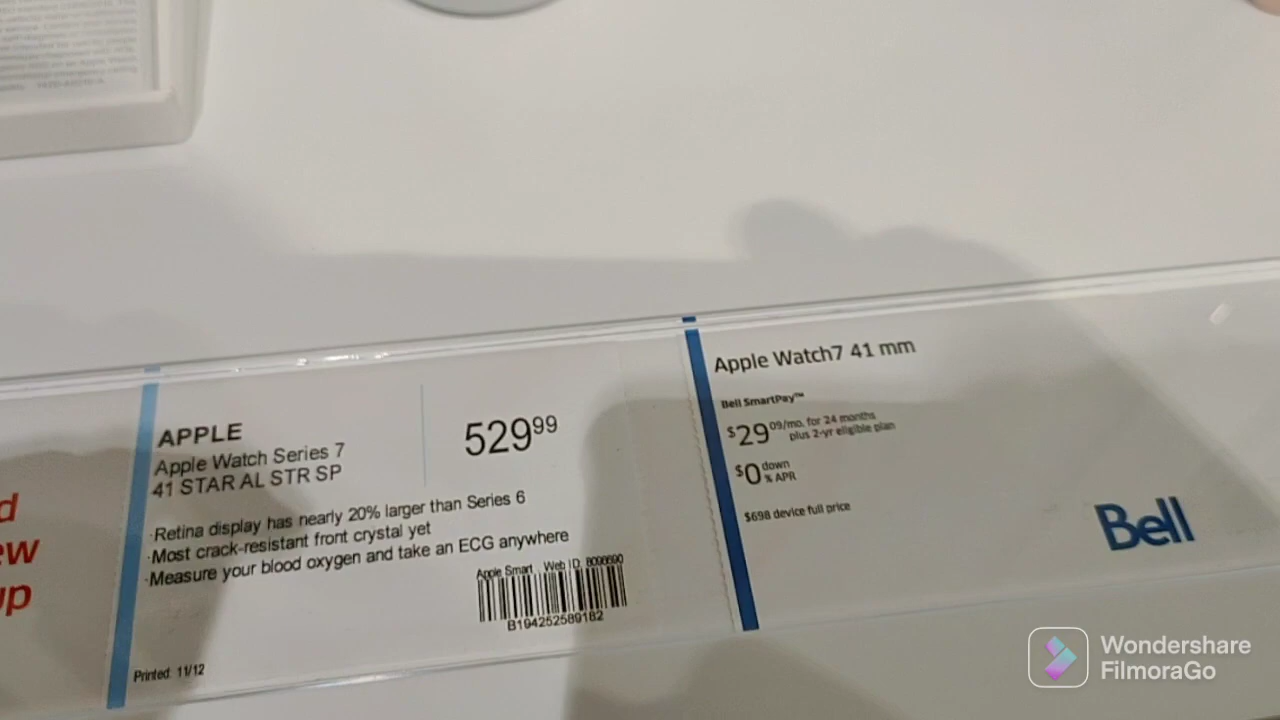 d
ew
up
APPLE
Apple Watch Series 7
41 STAR AL STR SP
529⁹⁹
·Retina display has nearly 20% larger than Series 6
·Most crack-resistant front crystal yet
·Measure your blood oxygen and take an ECG anywhere
Apple Smart Web ID: 8098690
B194252589182
Printed: 11/12
Apple Watch7 41 mm
Bell SmartPay™
$29 09/mo. for 24 months
plus 2-yr eligible plan
$0 down
% APR
$698 device full price
Bell
Wondershare
FilmoraGo